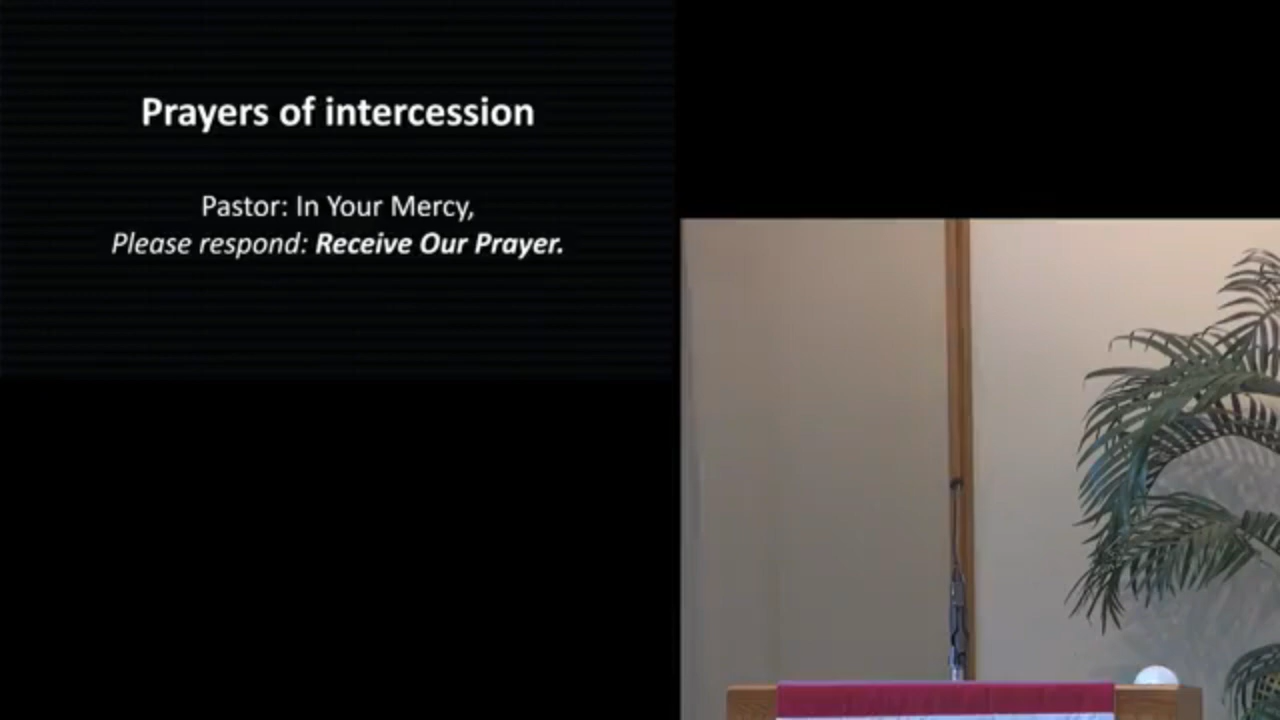 Prayers of intercession
Pastor: In Your Mercy,
Please respond: Receive Our Prayer.